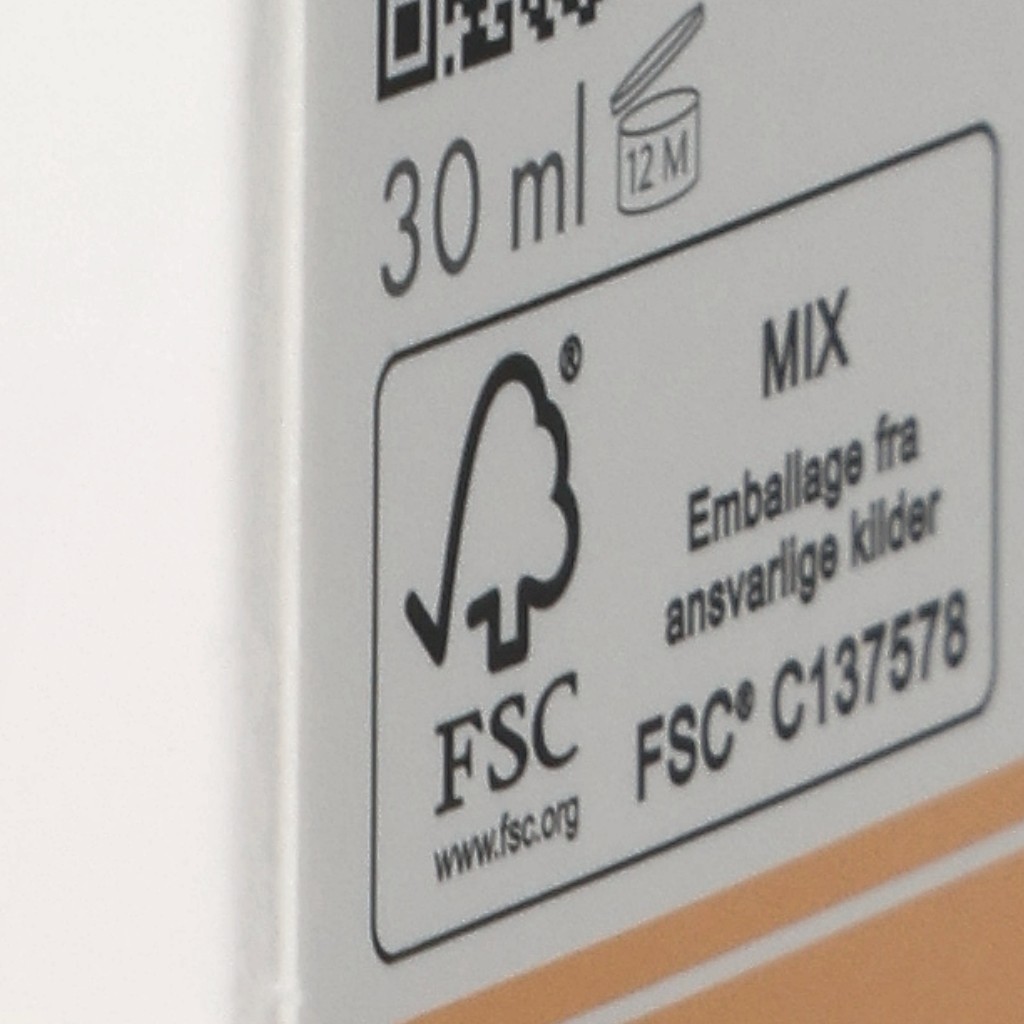 30 ml
12 M
®
MIX
Emballage fra
ansvarlige kilder
FSC® C137578
FSC
www.fsc.org